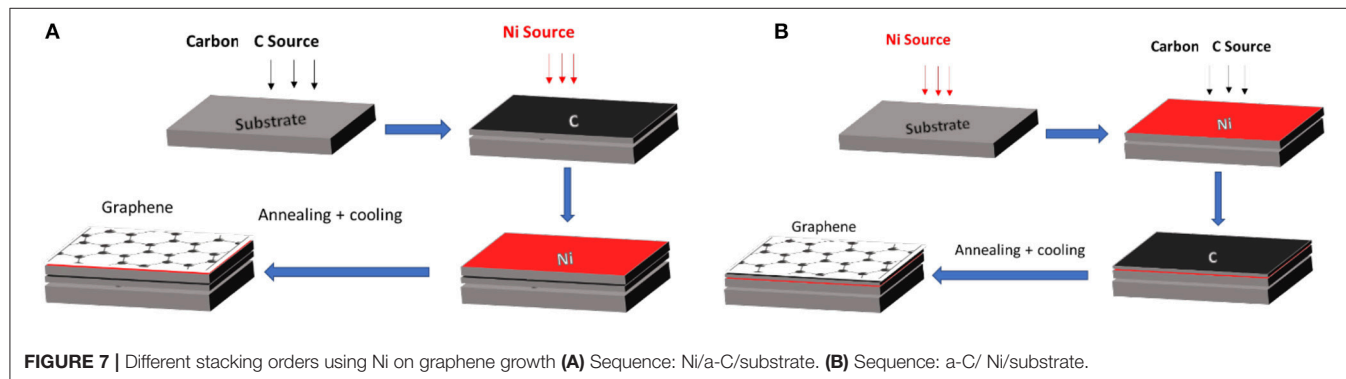 A
Carbon C Source
Ni Source
Substrate
C
Graphene
Annealing + cooling
Ni
B
Ni Source
Carbon C Source
Substrate
Ni
Graphene
Annealing + cooling
C
FIGURE 7 | Different stacking orders using Ni on graphene growth (A) Sequence: Ni/a-C/substrate. (B) Sequence: a-C/ Ni/substrate.